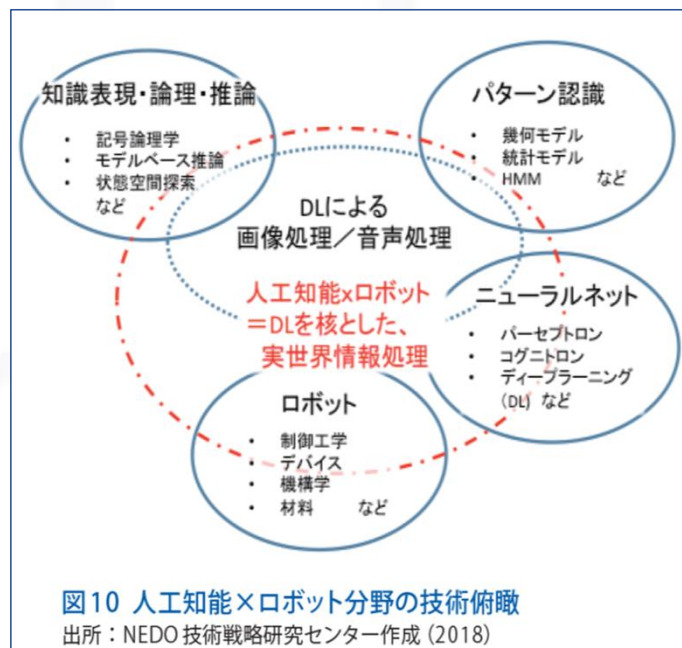 知識表現・論理・推論
• 記号論理学
• モデルベース推論
• 状態空間探索
など
パターン認識
• 幾何モデル
• 統計モデル
• HMM など
DLによる
画像処理／音声処理
人工知能xロボット
＝DLを核とした、
実世界情報処理
ニューラルネット
• パーセプトロン
• コグニトロン
• ディープラーニング
(DL) など
ロボット
• 制御工学
• デバイス
• 機構学
• 材料 など
図10 人工知能×ロボット分野の技術俯瞰
出所：NEDO 技術戦略研究センター作成 (2018)